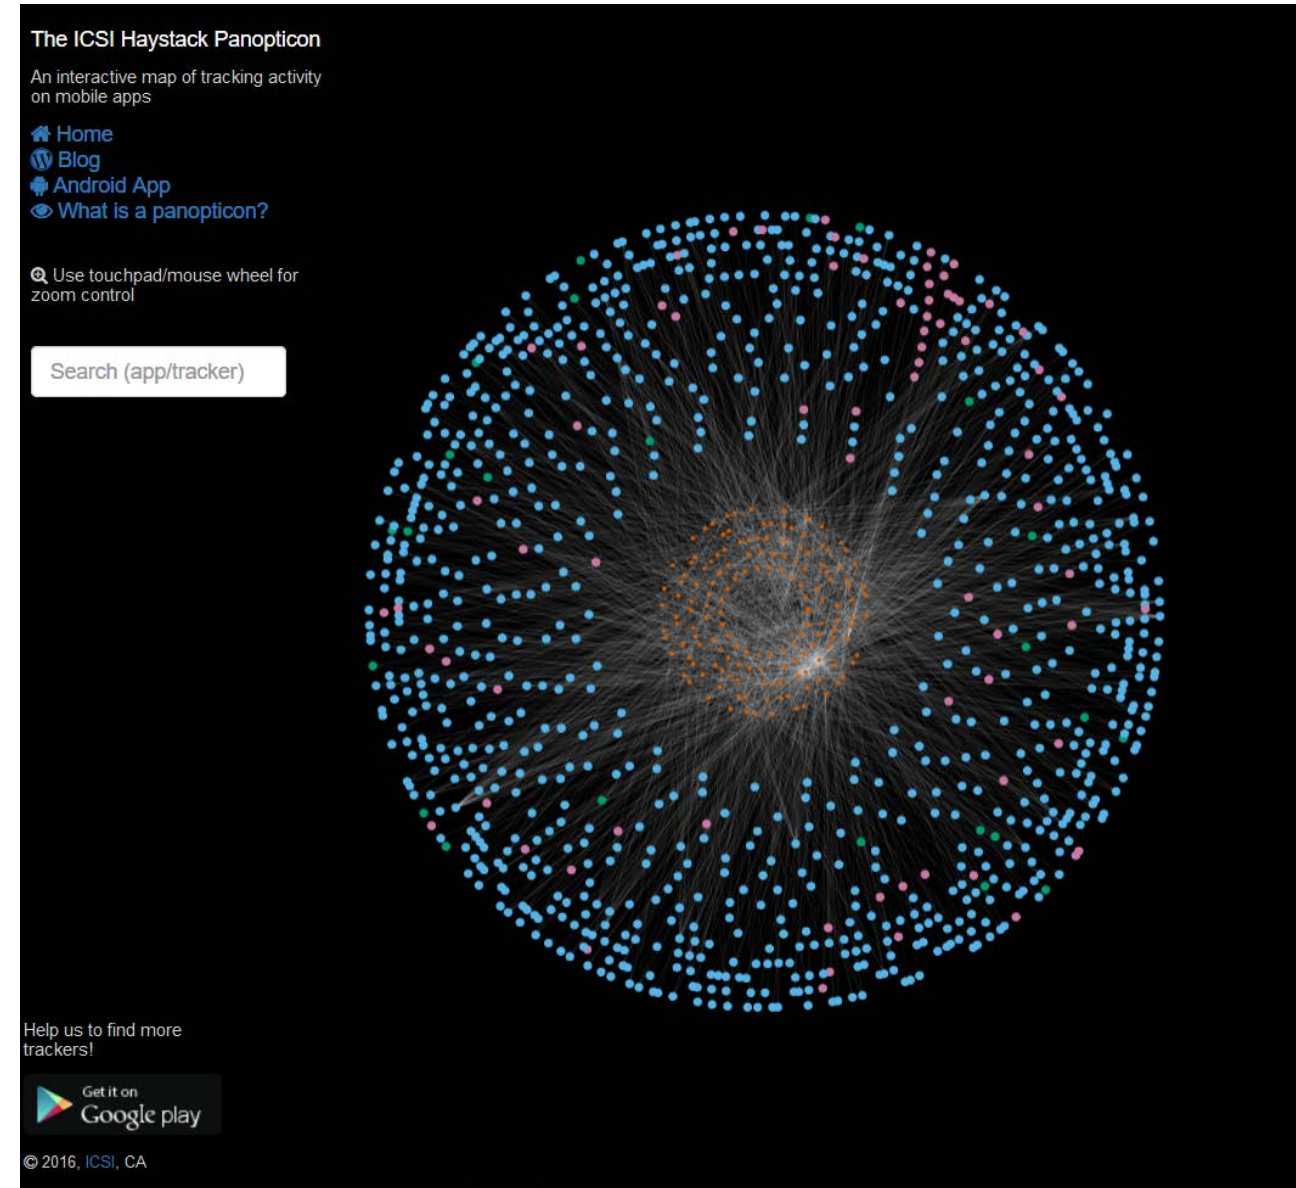 The ICSI Haystack Panopticon
An interactive map of tracking activity
on mobile apps
Home
Blog
Android App
What is a panopticon?
Use touchpad/mouse wheel for
zoom control
Search (app/tracker)
Help us to find more
trackers!
Get it on
Google play
© 2016, ICSI, CA